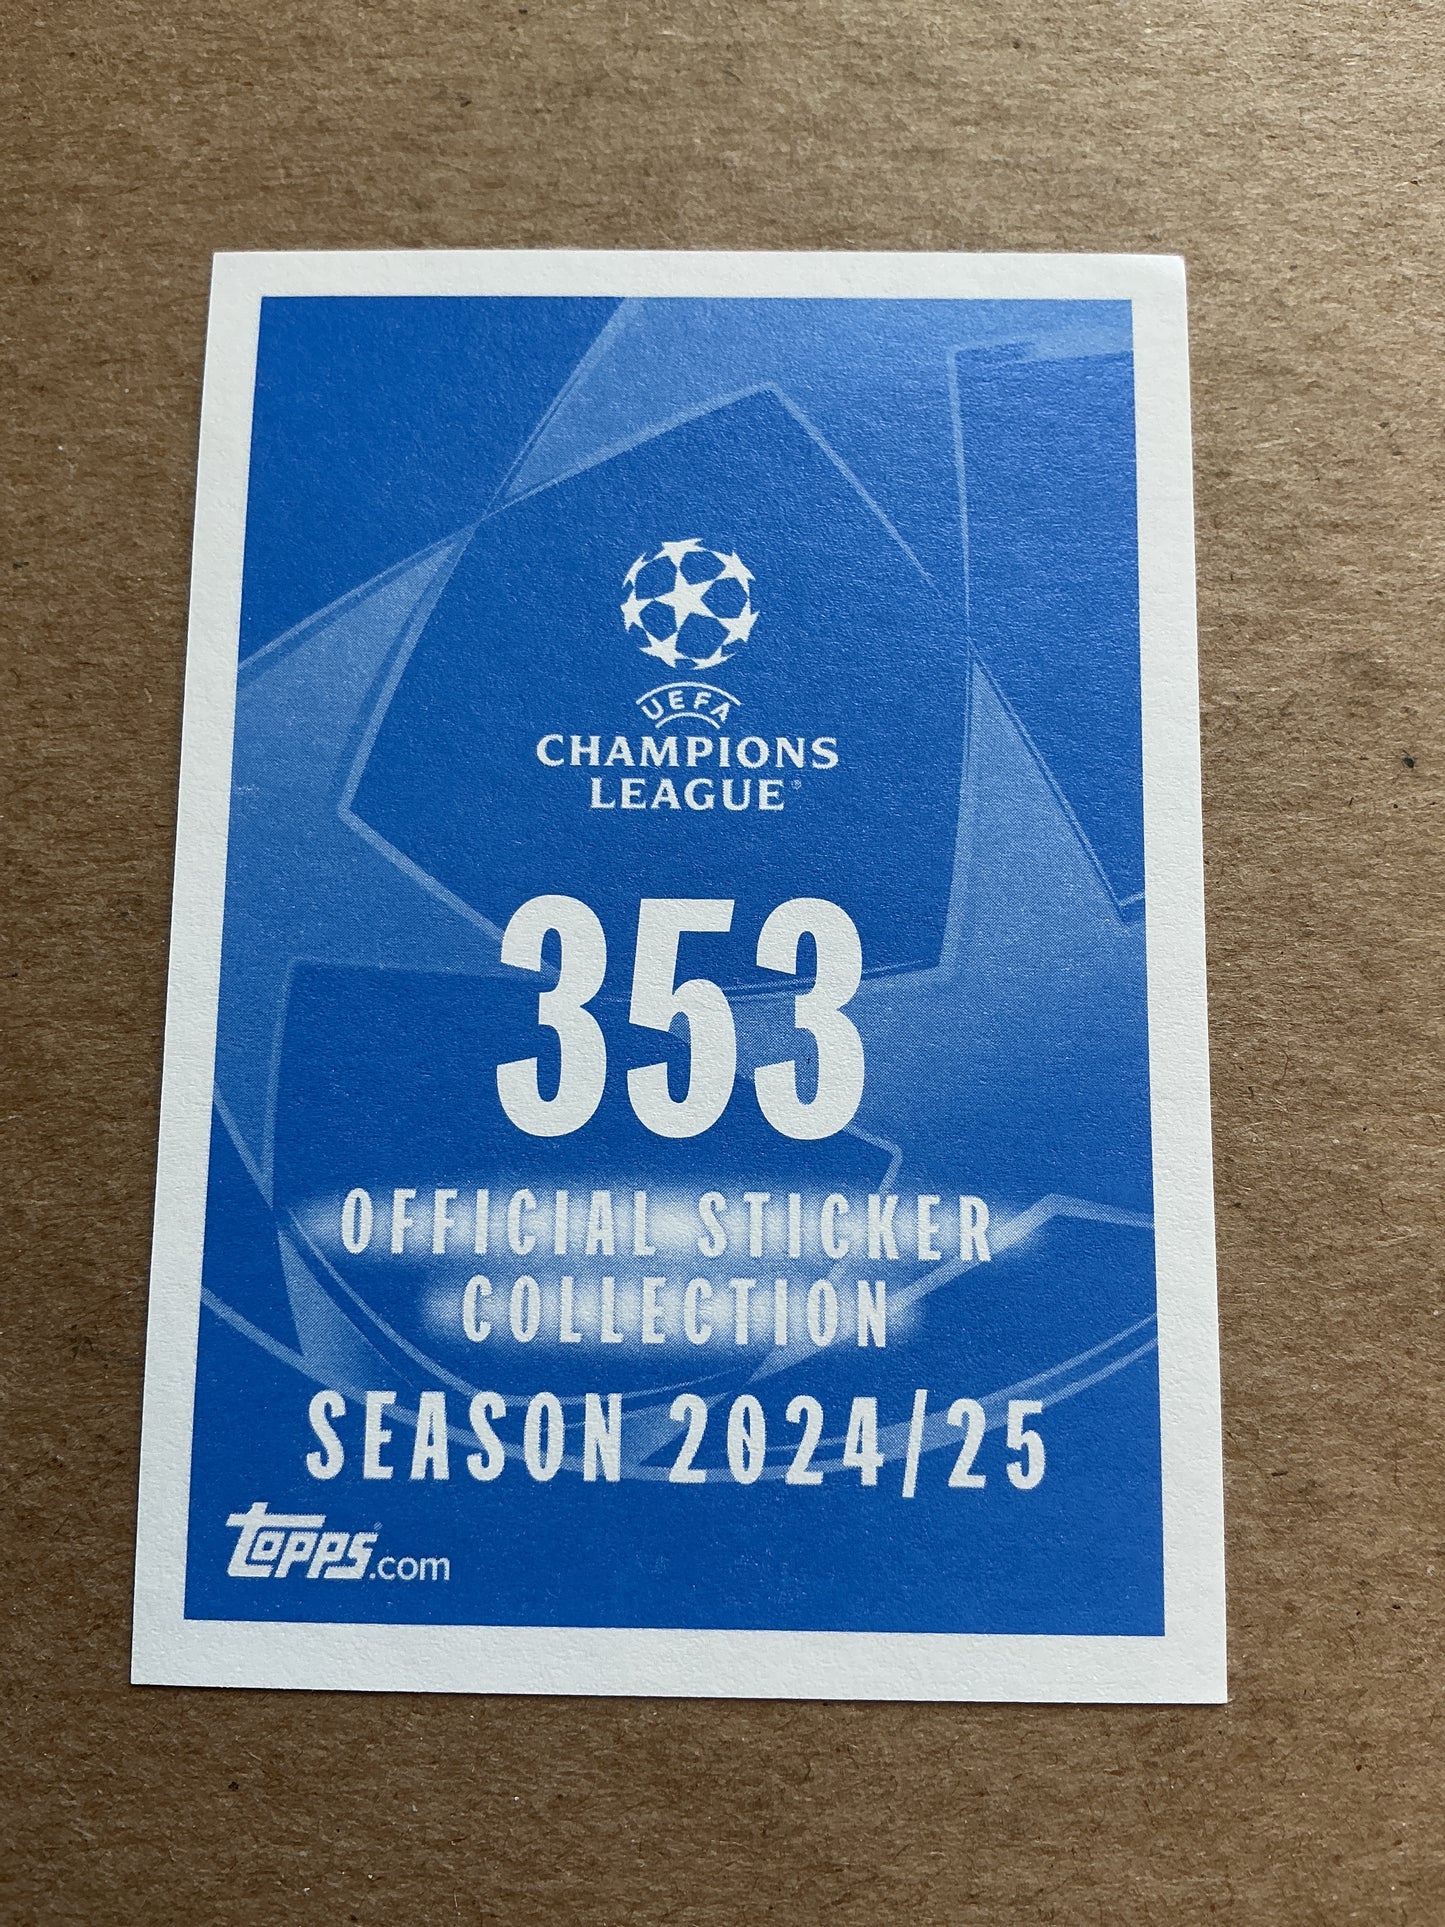 UEFA
CHAMPIONS
LEAGUE®
353
OFFICIAL STICKER
COLLECTION
SEASON 2024/25
topps®.com